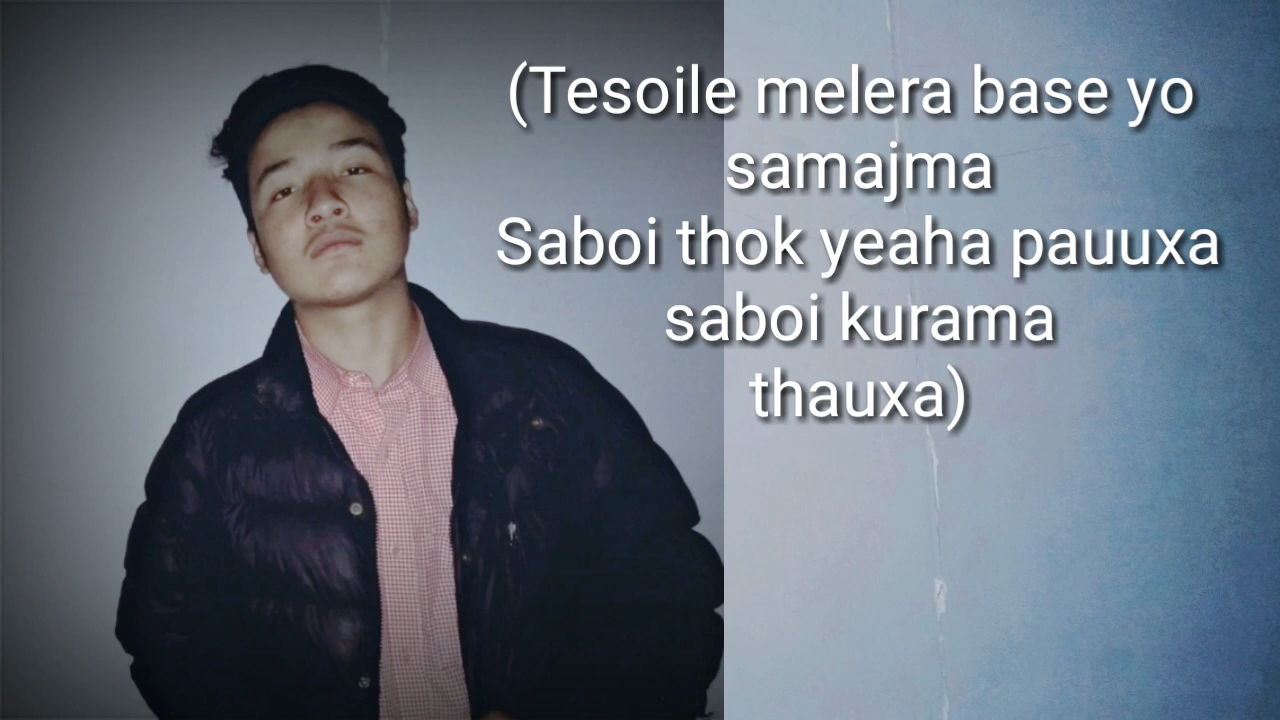 (Tesoile melera base yo
samajma
Saboi thok yeaha pauuxa
saboi kurama
thauxa)